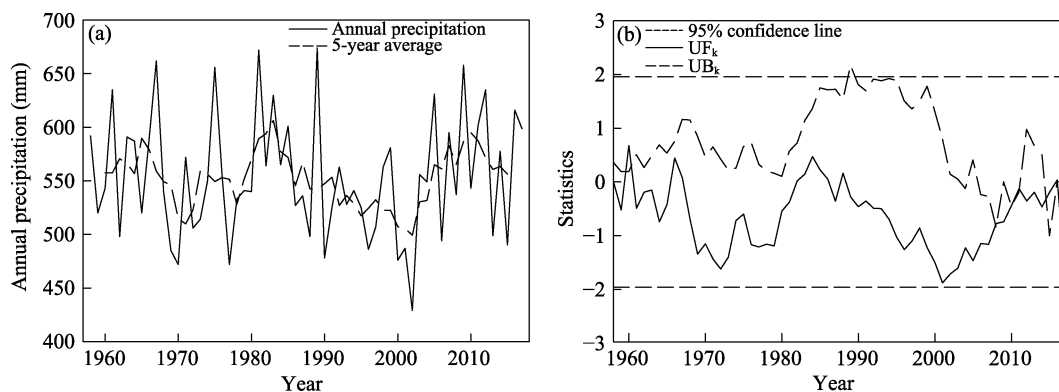 (a)
Annual precipitation
5-year average
700
650
600
550
500
450
400
Annual precipitation (mm)
1960 1970 1980 1990 2000 2010
Year
(b)
95% confidence line
UFk
UBk
3
2
1
0
−1
−2
−3
Statistics
1960 1970 1980 1990 2000 2010
Year